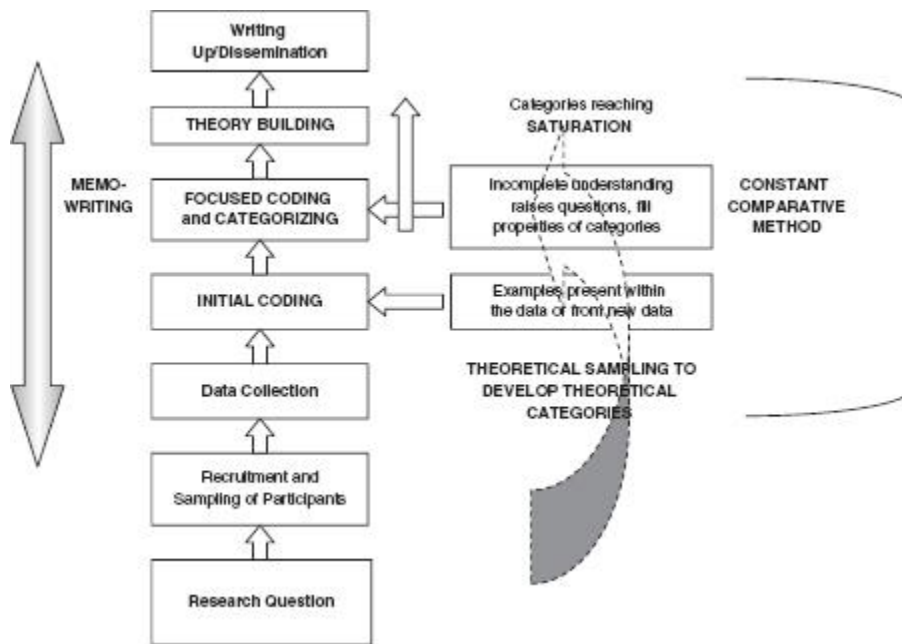 Writing
Up/Dissemination
THEORY BUILDING
MEMO-
WRITING
FOCUSED CODING
and CATEGORIZING
INITIAL CODING
Data Collection
Recruitment and
Sampling of Participants
Research Question
Categories reaching
SATURATION
Incomplete understanding
raises questions, fill
properties of categories
Examples present within
the data or front new data
THEORETICAL SAMPLING TO
DEVELOP THEORETICAL
CATEGORIES
CONSTANT
COMPARATIVE
METHOD